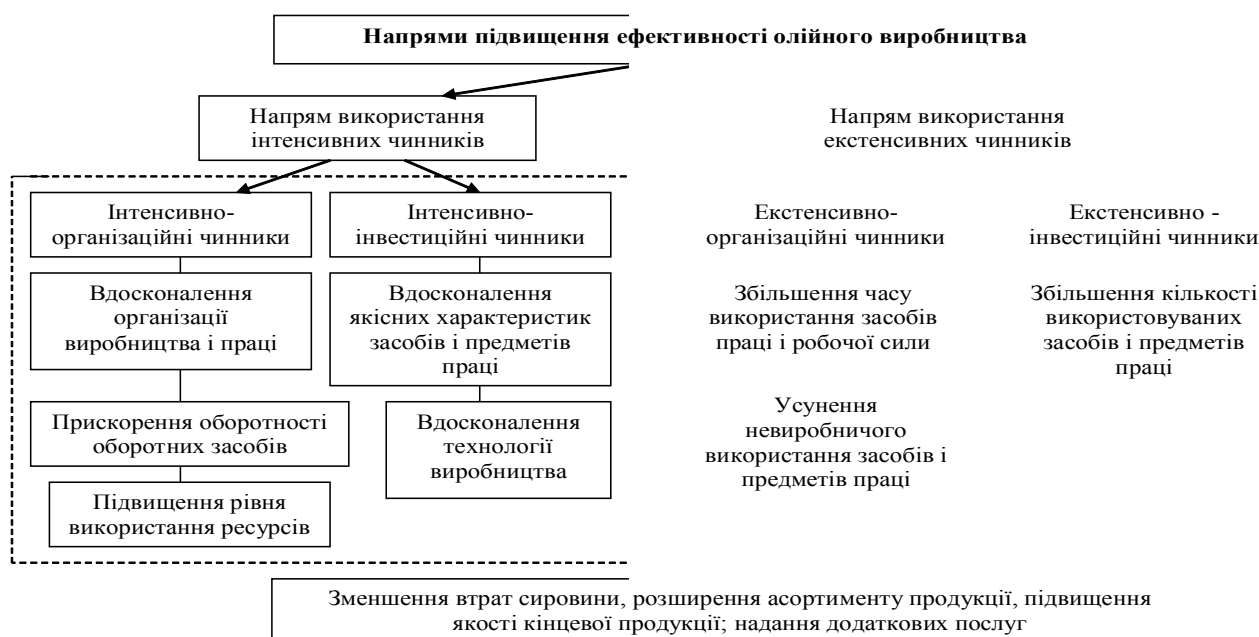 Напрями підвищення ефективності олійного виробництва
Напрям використання
інтенсивних чинників
Напрям використання
екстенсивних чинників
Інтенсивно-
організаційні чинники
Інтенсивно-
інвестиційні чинники
Екстенсивно-
організаційні чинники
Екстенсивно -
інвестиційні чинники
Вдосконалення
організації
виробництва і праці
Вдосконалення
якісних характеристик
засобів і предметів
праці
Збільшення часу
використання засобів
праці і робочої сили
Збільшення кількості
використовуваних
засобів і предметів
праці
Прискорення оборотності
оборотних засобів
Вдосконалення
технології
виробництва
Усунення
невиробничого
використання засобів і
предметів праці
Підвищення рівня
використання ресурсів
Зменшення втрат сировини, розширення асортименту продукції, підвищення
якості кінцевої продукції; надання додаткових послуг